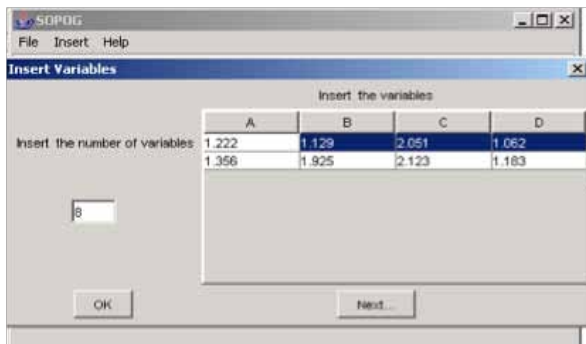 SOPOG
File Insert Help
Insert Variables
Insert the variables
Insert the number of variables
A B C D
1.222 1.129 2.051 1.062
1.356 1.925 2.123 1.183
8
OK
Next...